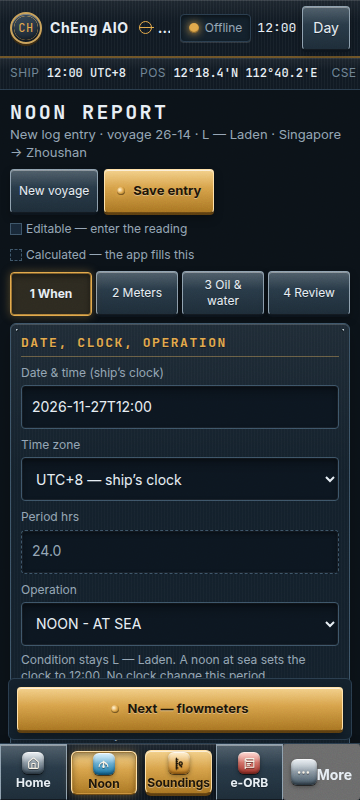 CH ChEng AIO ... Offline 12:00 Day
SHIP 12:00 UTC+8 POS 12°18.4'N 112°40.2'E CSE
NOON REPORT
New log entry · voyage 26-14 · L — Laden · Singapore
→ Zhoushan
New voyage Save entry
Editable — enter the reading
Calculated — the app fills this
1 When 2 Meters 3 Oil &
water 4 Review
DATE, CLOCK, OPERATION
Date & time (ship's clock)
2026-11-27T12:00
Time zone
UTC+8 — ship's clock
Period hrs
24.0
Operation
NOON - AT SEA
Condition stays L — Laden. A noon at sea sets the
clock to 12:00. No clock change this period.
Next — flowmeters
Home Noon Soundings e-ORB ... More